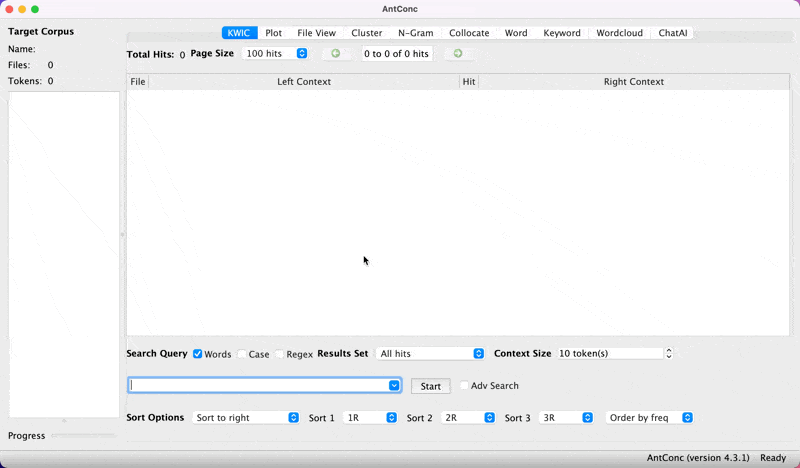 AntConc
Target Corpus
Name:
Files: 0
Tokens: 0
KWIC Plot File View Cluster N-Gram Collocate Word Keyword Wordcloud ChatAI
Total Hits: 0 Page Size 100 hits 0 to 0 of 0 hits
File Left Context Hit Right Context
Search Query Words Case Regex Results Set All hits Context Size 10 token(s)
Start Adv Search
Sort Options Sort to right Sort 1 1R Sort 2 2R Sort 3 3R Order by freq
Progress
AntConc (version 4.3.1) Ready